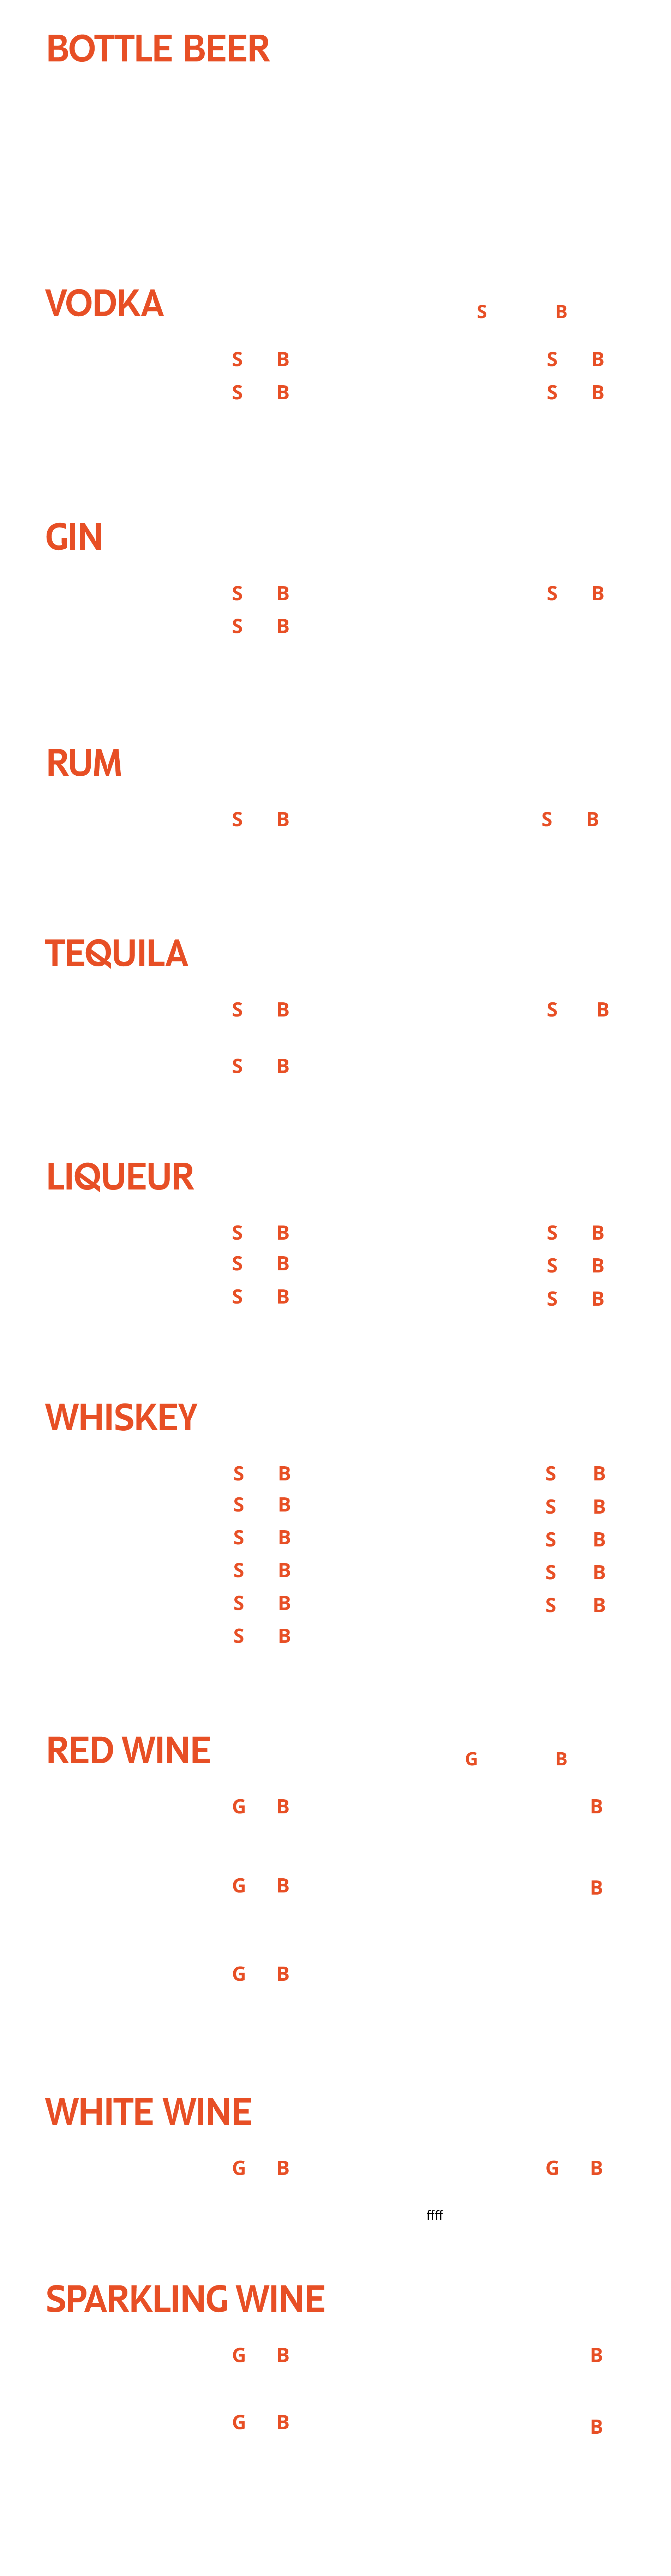 BOTTLE BEER
VODKA
S B
S B S B
S B S B
GIN
S B S B
S B
RUM
S B S B
TEQUILA
S B S B
S B
LIQUEUR
S B S B
S B S B
S B S B
WHISKEY
S B S B
S B S B
S B S B
S B S B
S B S B
S B
RED WINE
G B
G B B
G B B
G B
WHITE WINE
G B G B
ffff
SPARKLING WINE
G B B
G B B